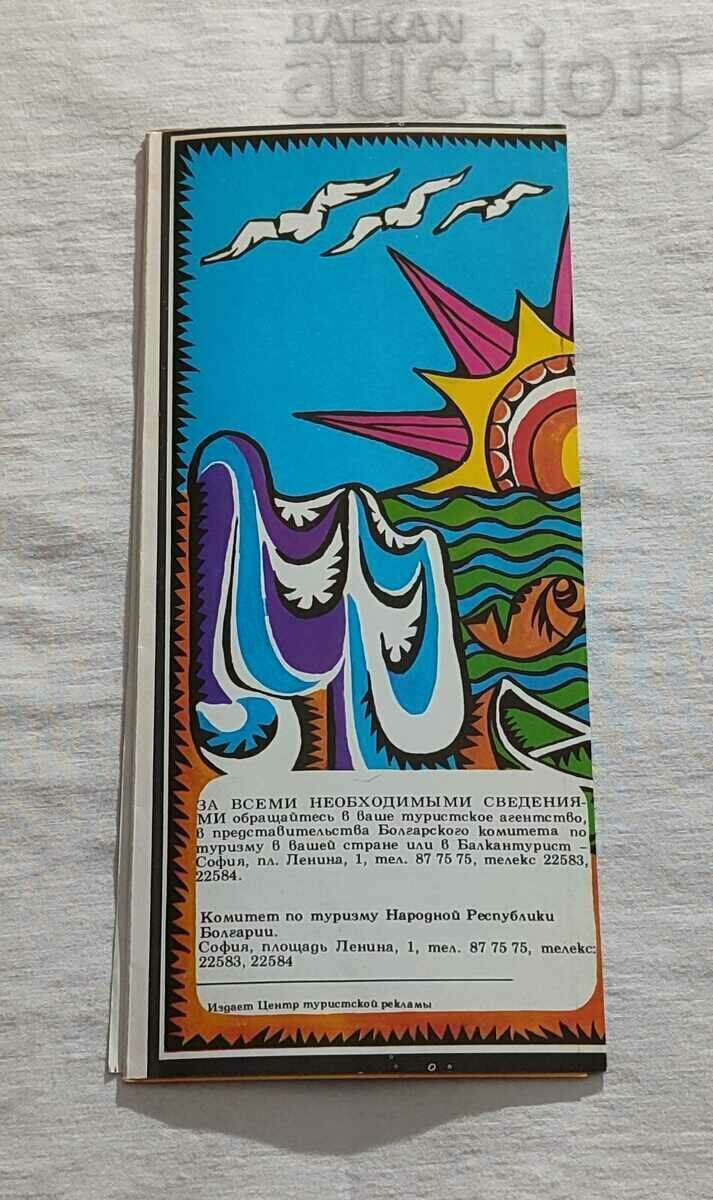 BALKAN
auction
ЗА ВСЕМИ НЕОБХОДИМЫМИ СВЕДЕНИЯ-
МИ обращайтесь в ваше туристское агентство,
в представительства Болгарского комитета по
туризму в вашей стране или в Балкантурист –
София, пл. Ленина, 1, тел. 87 75 75, телекс 22583,
22584.
Комитет по туризму Народной Республики
Болгарии.
София, площадь Ленина, 1, тел. 87 75 75, телекс:
22583, 22584
Издает Центр туристской рекламы